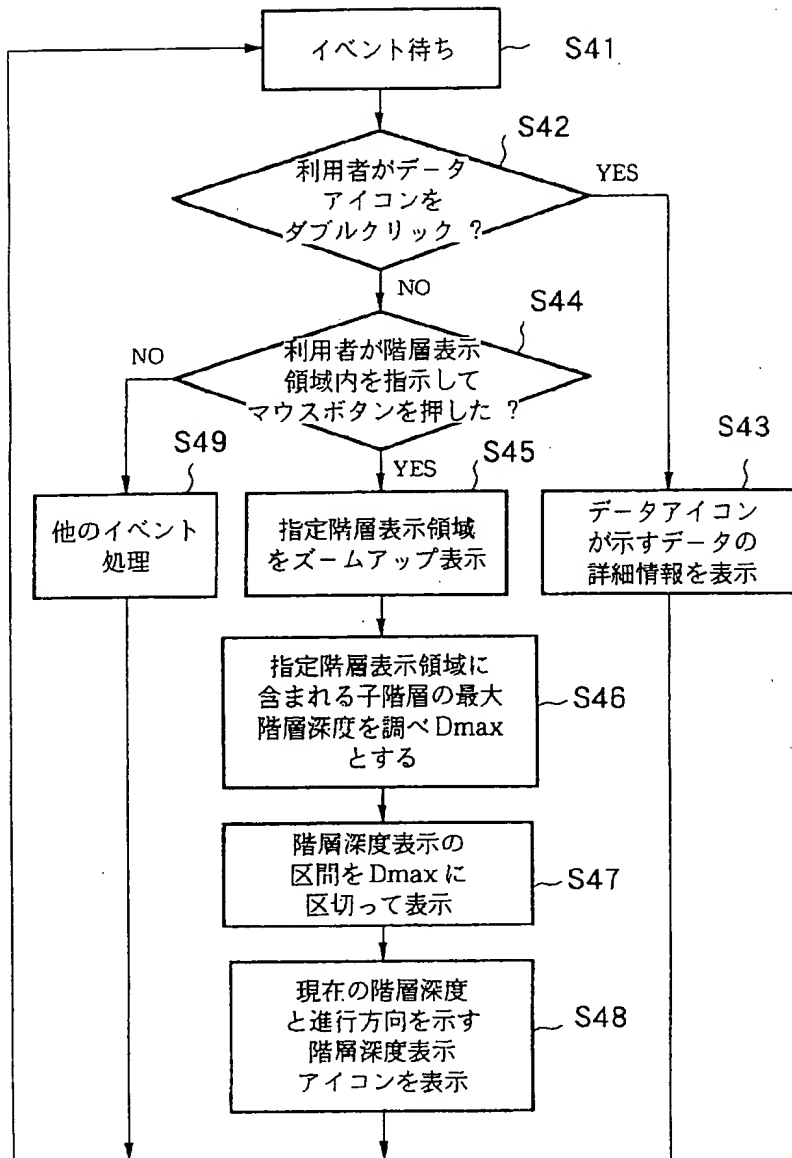 イベント待ち
S41
S42
利用者がデータ
アイコンを
ダブルクリック ?
YES
NO
S44
利用者が階層表示
領域内を指示して
マウスボタンを押した ?
NO
YES
S49
他のイベント
処理
S45
指定階層表示領域
をズームアップ表示
S43
データアイコン
が示すデータの
詳細情報を表示
指定階層表示領域に
含まれる子階層の最大
階層深度を調べ Dmax
とする
S46
階層深度表示の
区間を Dmax に
区切って表示
S47
現在の階層深度
と進行方向を示す
階層深度表示
アイコンを表示
S48